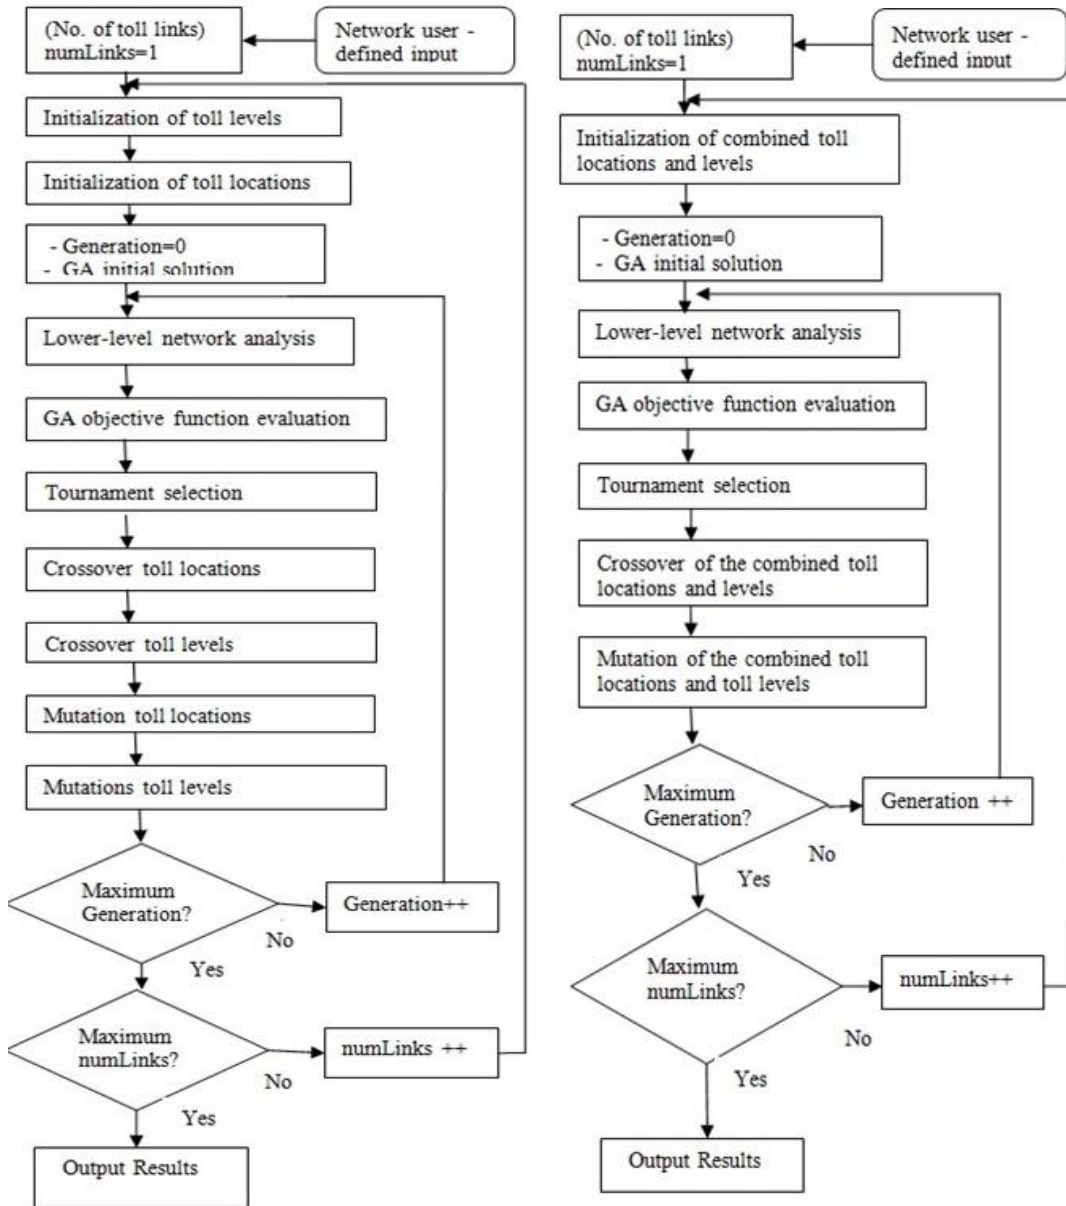 (No. of toll links)
numLinks=1
Network user -
defined input
Initialization of toll levels
Initialization of toll locations
- Generation=0
- GA initial solution
Lower-level network analysis
GA objective function evaluation
Tournament selection
Crossover toll locations
Crossover toll levels
Mutation toll locations
Mutations toll levels
Maximum
Generation?
No
Generation++
Yes
Maximum
numLinks?
No
numLinks ++
Yes
Output Results
(No. of toll links)
numLinks=1
Network user -
defined input
Initialization of combined toll
locations and levels
- Generation=0
- GA initial solution
Lower-level network analysis
GA objective function evaluation
Tournament selection
Crossover of the combined toll
locations and levels
Mutation of the combined toll
locations and toll levels
Maximum
Generation?
No
Generation ++
Yes
Maximum
numLinks?
No
numLinks++
Yes
Output Results